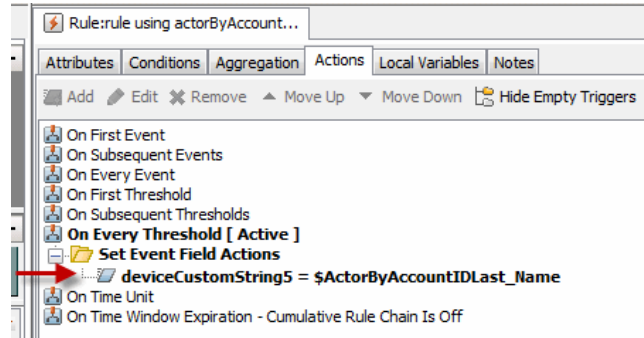 Rule:rule using actorByAccount...
Attributes Conditions Aggregation Actions Local Variables Notes
Add Edit Remove Move Up Move Down Hide Empty Triggers
On First Event
On Subsequent Events
On Every Event
On First Threshold
On Subsequent Thresholds
On Every Threshold [ Active ]
Set Event Field Actions
deviceCustomString5 = $ActorByAccountIDLast_Name
On Time Unit
On Time Window Expiration - Cumulative Rule Chain Is Off